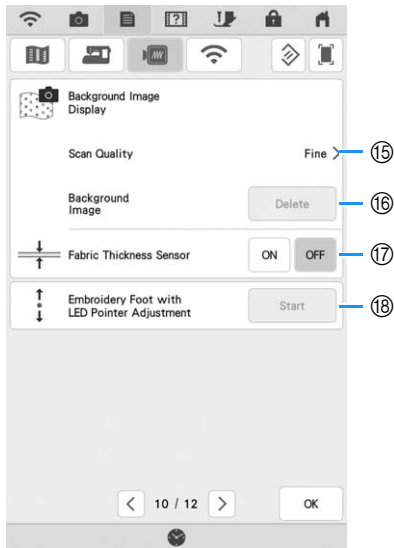 Background Image
Display
Scan Quality
Fine >
⑮
Background
Image
Delete
⑯
Fabric Thickness Sensor
ON
OFF
⑰
Embroidery Foot with
LED Pointer Adjustment
Start
⑱
< 10 / 12 >
OK